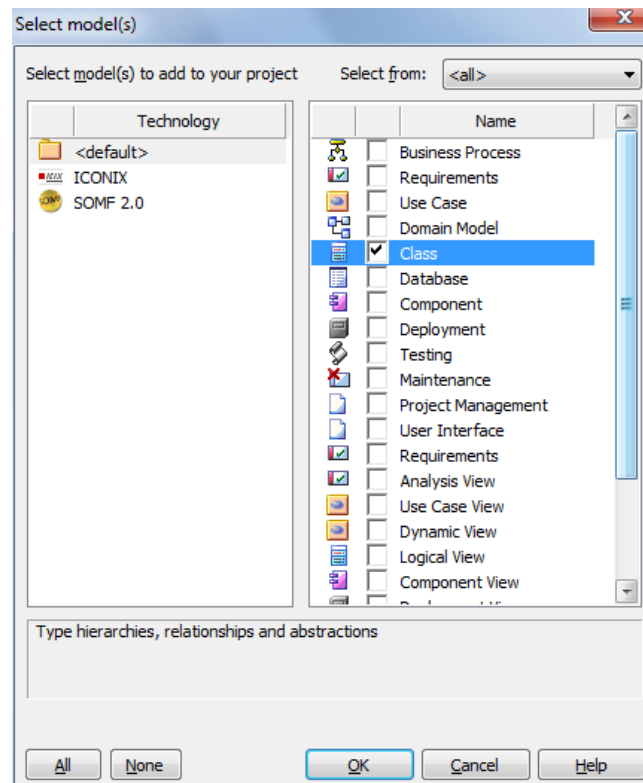 Select model(s)
Select model(s) to add to your project
Select from:
<all>
Technology
<default>
ICONIX
SOMF 2.0
Name
Business Process
Requirements
Use Case
Domain Model
Class
Database
Component
Deployment
Testing
Maintenance
Project Management
User Interface
Requirements
Analysis View
Use Case View
Dynamic View
Logical View
Component View
Type hierarchies, relationships and abstractions
All
None
OK
Cancel
Help